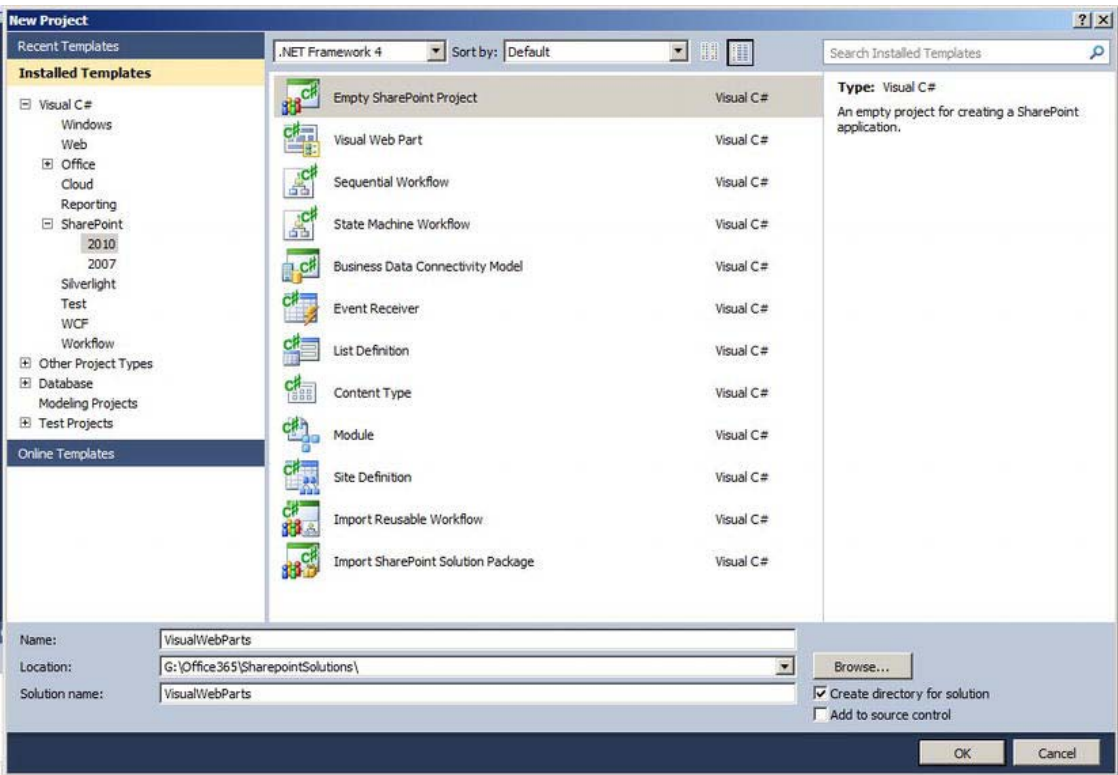 New Project
Recent Templates
.NET Framework 4
Sort by: Default
Search Installed Templates
Installed Templates
Visual C#
Windows
Web
Office
Cloud
Reporting
SharePoint
2010
2007
Silverlight
Test
WCF
Workflow
Other Project Types
Database
Modeling Projects
Test Projects
Online Templates
Empty SharePoint Project Visual C#
Visual Web Part Visual C#
Sequential Workflow Visual C#
State Machine Workflow Visual C#
Business Data Connectivity Model Visual C#
Event Receiver Visual C#
List Definition Visual C#
Content Type Visual C#
Module Visual C#
Site Definition Visual C#
Import Reusable Workflow Visual C#
Import SharePoint Solution Package Visual C#
Type: Visual C#
An empty project for creating a SharePoint
application.
Name: VisualWebParts
Location: G:\Office365\SharepointSolutions\
Browse...
Solution name: VisualWebParts
Create directory for solution
Add to source control
OK Cancel